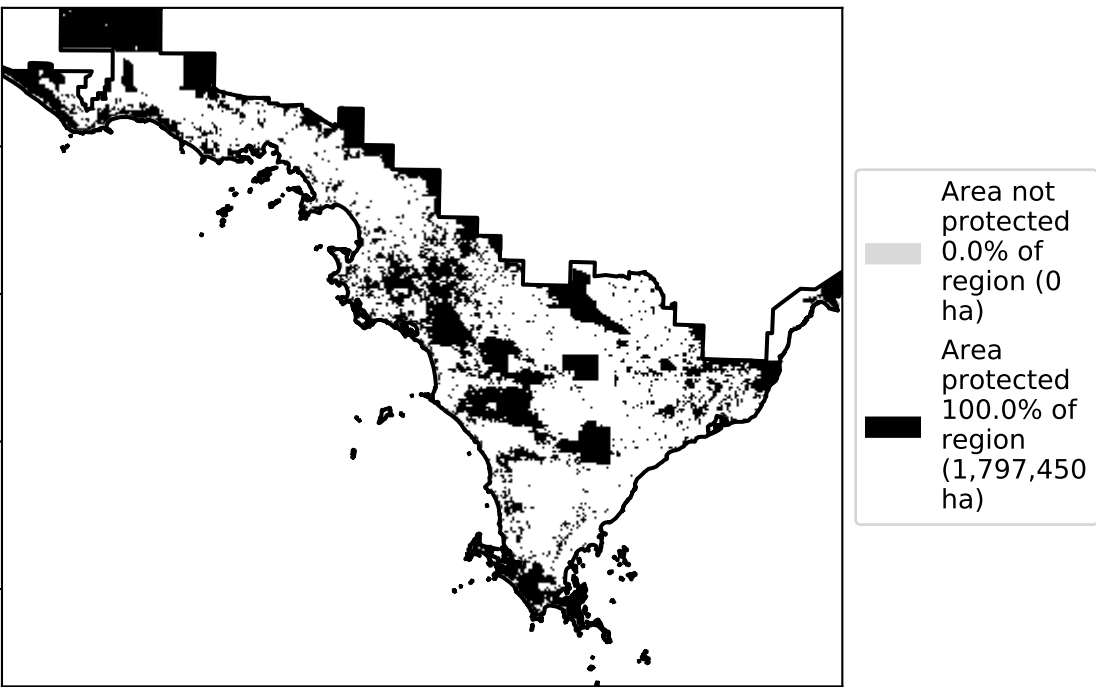 Area not
protected
0.0% of
region (0
ha)
Area
protected
100.0% of
region
(1,797,450
ha)